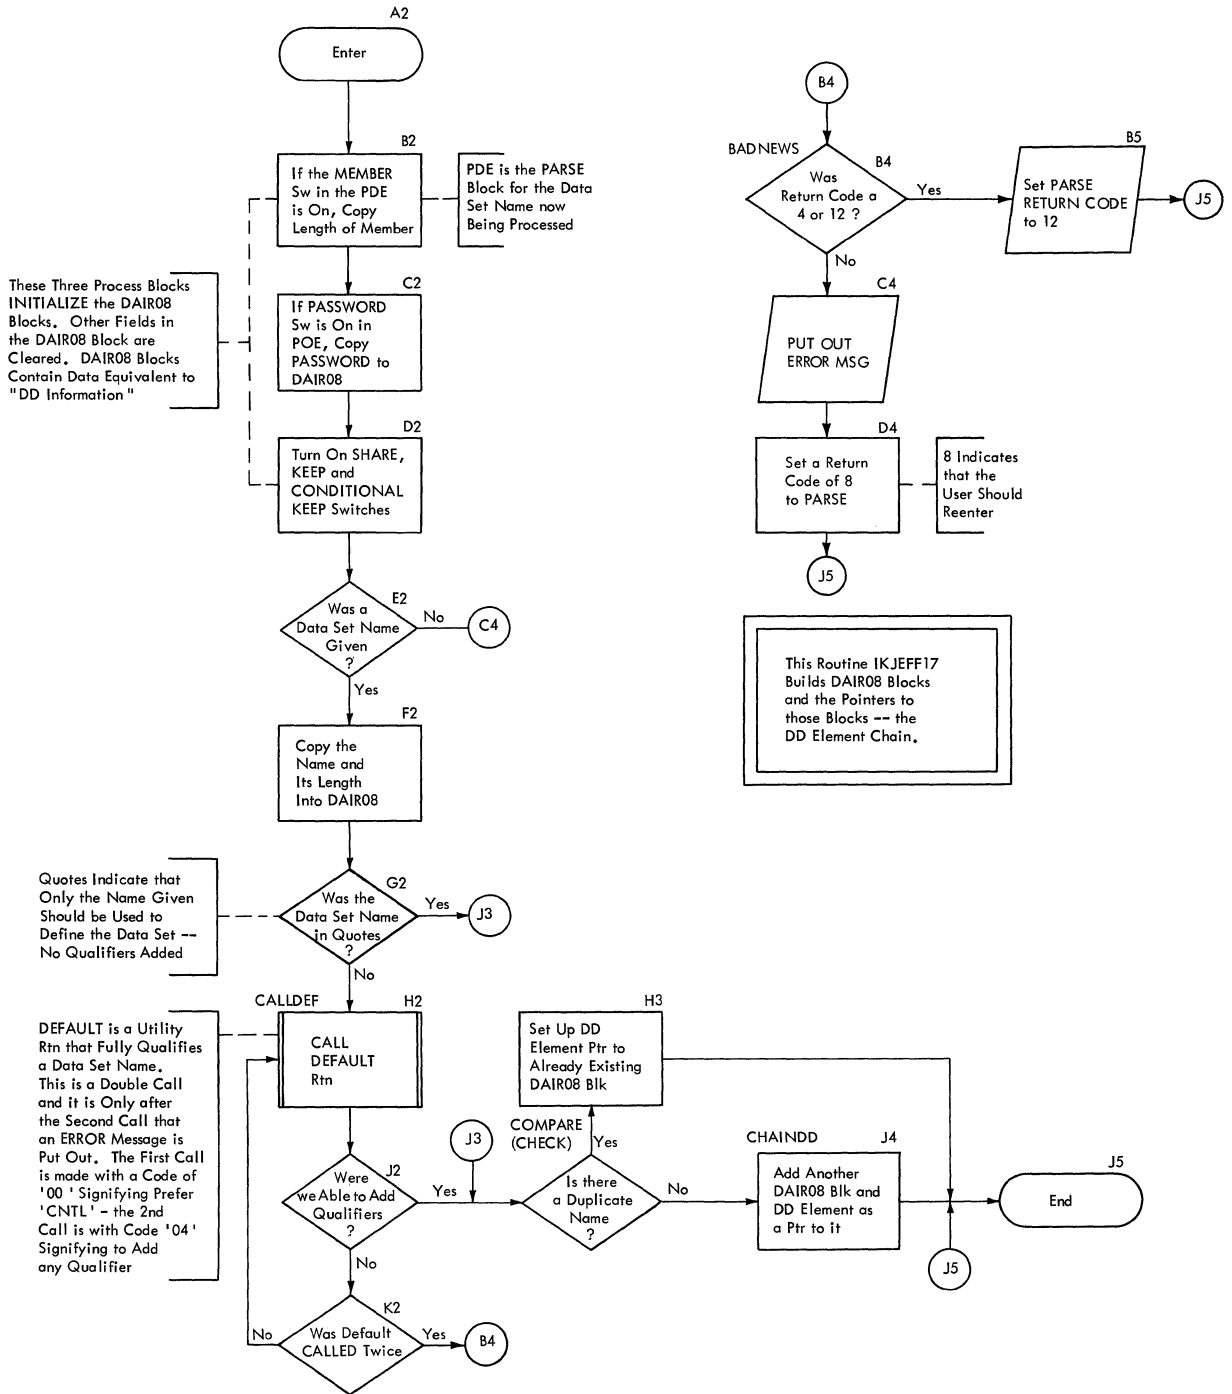 A2
Enter
B2
If the MEMBER
Sw in the PDE
is On, Copy
Length of Member
PDE is the PARSE
Block for the Data
Set Name now
Being Processed
These Three Process Blocks
INITIALIZE the DAIR08
Blocks. Other Fields in
the DAIR08 Block are
Cleared. DAIR08 Blocks
Contain Data Equivalent to
"DD Information"
C2
If PASSWORD
Sw is On in
POE, Copy
PASSWORD to
DAIR08
D2
Turn On SHARE,
KEEP and
CONDITIONAL
KEEP Switches
E2
Was a
Data Set Name
Given
?
No
C4
Yes
F2
Copy the
Name and
Its Length
Into DAIR08
Quotes Indicate that
Only the Name Given
Should be Used to
Define the Data Set --
No Qualifiers Added
G2
Was the
Data Set Name
in Quotes
?
Yes
J3
No
CALLDEF
H2
CALL
DEFAULT
Rtn
DEFAULT is a Utility
Rtn that Fully Qualifies
a Data Set Name.
This is a Double Call
and it is Only after
the Second Call that
an ERROR Message is
Put Out. The First Call
is made with a Code of
'00 ' Signifying Prefer
'CNTL' - the 2nd
Call is with Code '04'
Signifying to Add
any Qualifier
J2
Were
we Able to Add
Qualifiers
?
Yes
No
K2
Was Default
CALLED Twice
No
Yes
B4
J3
H3
Set Up DD
Element Ptr to
Already Existing
DAIR08 Blk
COMPARE
(CHECK)
Yes
Is there
a Duplicate
Name
?
No
CHAINDD
J4
Add Another
DAIR08 Blk and
DD Element as
a Ptr to it
J5
End
J5
B4
BADNEWS
B4
Was
Return Code a
4 or 12 ?
Yes
B5
Set PARSE
RETURN CODE
to 12
J5
No
C4
PUT OUT
ERROR MSG
D4
Set a Return
Code of 8
to PARSE
8 Indicates
that the
User Should
Reenter
J5
This Routine IKJEFF17
Builds DAIR08 Blocks
and the Pointers to
those Blocks -- the
DD Element Chain.